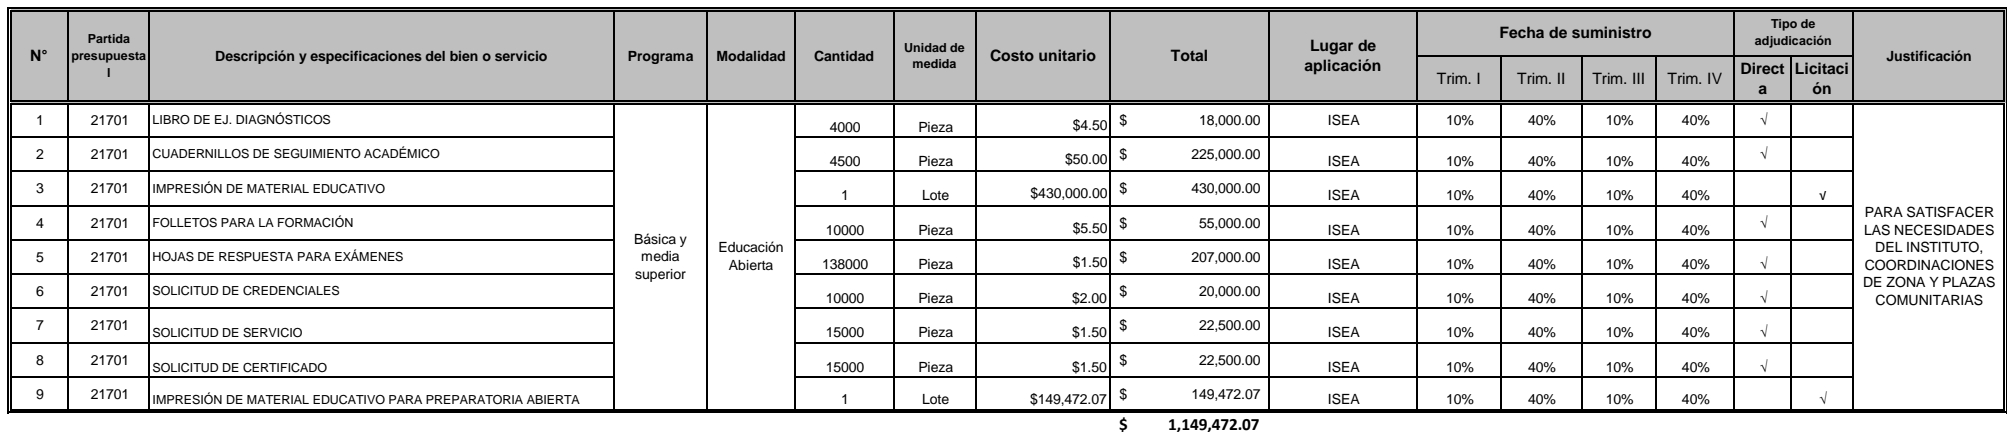 N° Partida presupuestal Descripción y especificaciones del bien o servicio Programa Modalidad Cantidad Unidad de medida Costo unitario Total Lugar de aplicación Fecha de suministro Tipo de adjudicación Justificación
Trim. I Trim. II Trim. III Trim. IV Directa Licitación
1 21701 LIBRO DE EJ. DIAGNÓSTICOS 4000 Pieza $4.50 $ 18,000.00 ISEA 10% 40% 10% 40% √
2 21701 CUADERNILLOS DE SEGUIMIENTO ACADÉMICO 4500 Pieza $50.00 $ 225,000.00 ISEA 10% 40% 10% 40% √
3 21701 IMPRESIÓN DE MATERIAL EDUCATIVO 1 Lote $430,000.00 $ 430,000.00 ISEA 10% 40% 10% 40% √
4 21701 FOLLETOS PARA LA FORMACIÓN 10000 Pieza $5.50 $ 55,000.00 ISEA 10% 40% 10% 40% √
5 21701 HOJAS DE RESPUESTA PARA EXÁMENES 138000 Pieza $1.50 $ 207,000.00 ISEA 10% 40% 10% 40% √
6 21701 SOLICITUD DE CREDENCIALES 10000 Pieza $2.00 $ 20,000.00 ISEA 10% 40% 10% 40% √
7 21701 SOLICITUD DE SERVICIO 15000 Pieza $1.50 $ 22,500.00 ISEA 10% 40% 10% 40% √
8 21701 SOLICITUD DE CERTIFICADO 15000 Pieza $1.50 $ 22,500.00 ISEA 10% 40% 10% 40% √
9 21701 IMPRESIÓN DE MATERIAL EDUCATIVO PARA PREPARATORIA ABIERTA 1 Lote $149,472.07 $ 149,472.07 ISEA 10% 40% 10% 40% √
Básica y
media
superior
Educación
Abierta
PARA SATISFACER
LAS NECESIDADES
DEL INSTITUTO,
COORDINACIONES
DE ZONA Y PLAZAS
COMUNITARIAS
$ 1,149,472.07